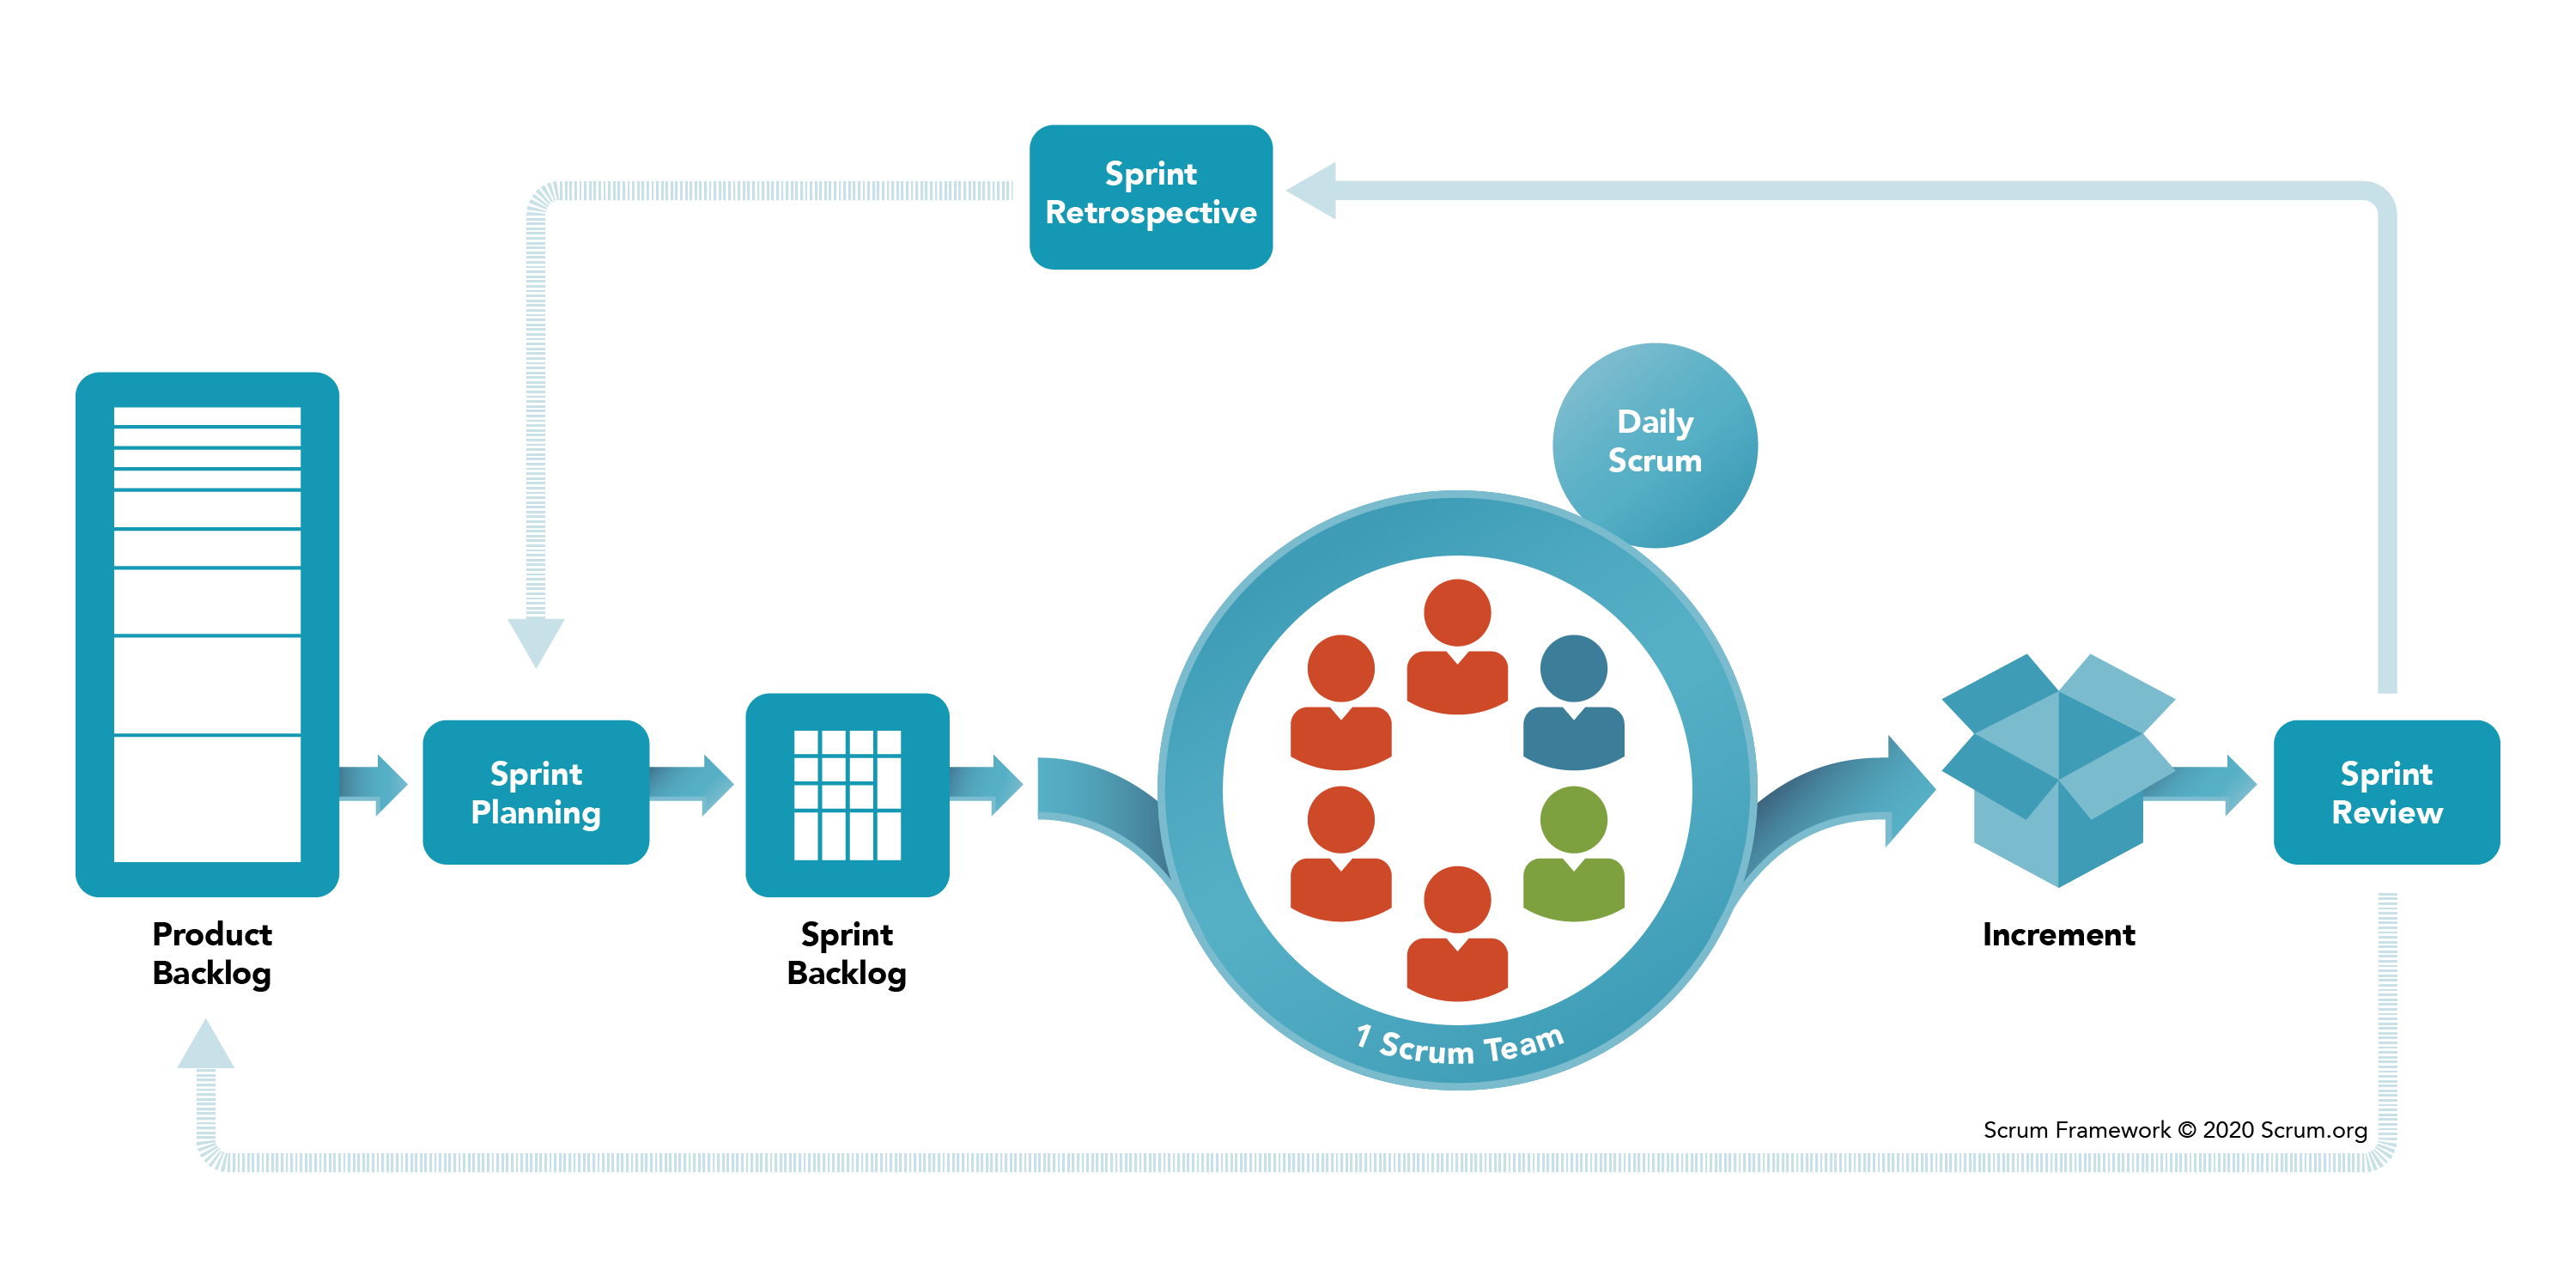 Sprint
Retrospective
Daily
Scrum
Sprint
Planning
Sprint
Review
Product
Backlog
Sprint
Backlog
Increment
1 Scrum Team
Scrum Framework © 2020 Scrum.org